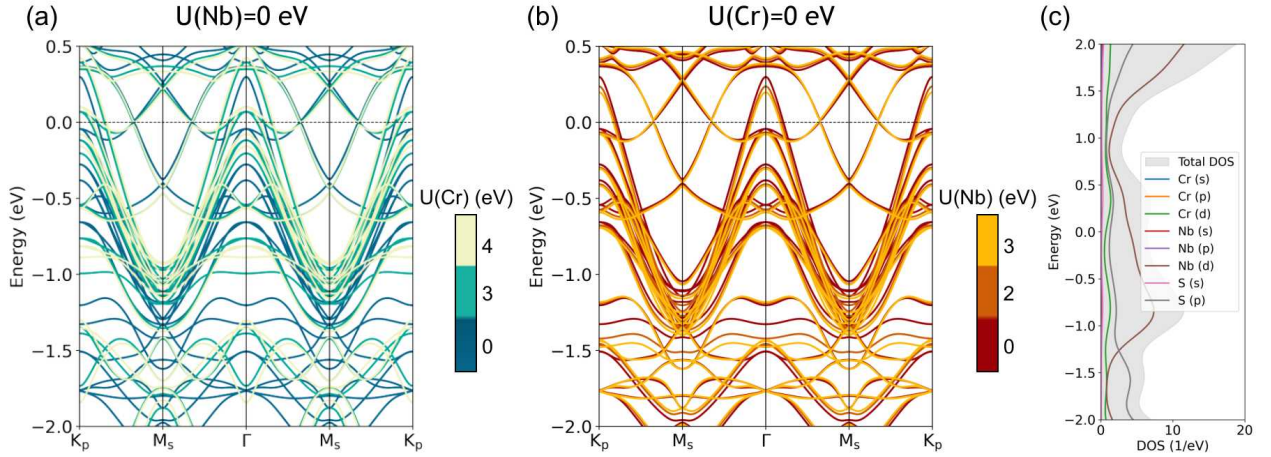 (a)
U(Nb)=0 eV
(b)
U(Cr)=0 eV
(c)
0.5
0.0
−0.5
−1.0
−1.5
−2.0
Energy (eV)
Kp
Ms
Γ
Ms
Kp
U(Cr) (eV)
4
3
0
0.5
0.0
−0.5
−1.0
−1.5
−2.0
Energy (eV)
Kp
Ms
Γ
Ms
Kp
U(Nb) (eV)
3
2
0
2.0
1.5
1.0
0.5
0.0
−0.5
−1.0
−1.5
−2.0
Energy (eV)
Total DOS
Cr (s)
Cr (p)
Cr (d)
Nb (s)
Nb (p)
Nb (d)
S (s)
S (p)
0
10
20
DOS (1/eV)